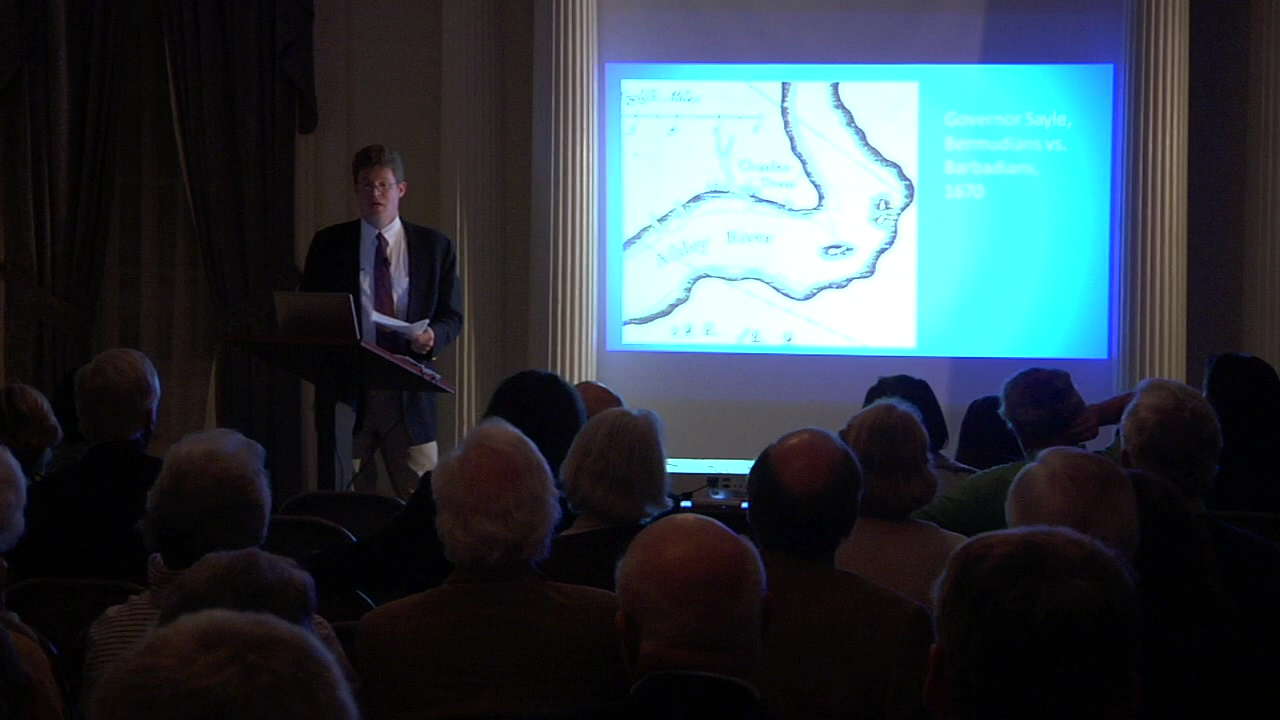 Charles
Town
Ashley River
Governor Sayle,
Bermudians vs.
Barbadians,
1670